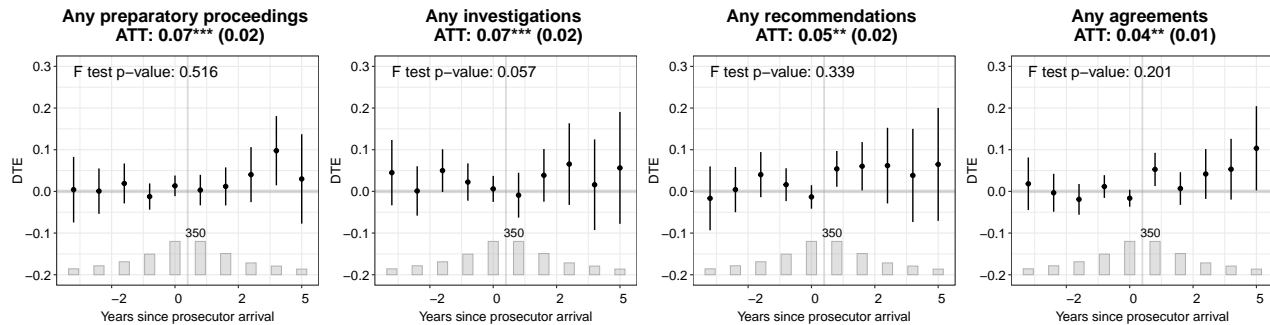 Any preparatory proceedings
ATT: 0.07*** (0.02)
F test p−value: 0.516
0.3
0.2
0.1
0.0
−0.1
−0.2
DTE
350
−2
0
2
5
Years since prosecutor arrival
Any investigations
ATT: 0.07*** (0.02)
F test p−value: 0.057
0.3
0.2
0.1
0.0
−0.1
−0.2
DTE
350
−2
0
2
5
Years since prosecutor arrival
Any recommendations
ATT: 0.05** (0.02)
F test p−value: 0.339
0.3
0.2
0.1
0.0
−0.1
−0.2
DTE
350
−2
0
2
5
Years since prosecutor arrival
Any agreements
ATT: 0.04** (0.01)
F test p−value: 0.201
0.3
0.2
0.1
0.0
−0.1
−0.2
DTE
350
−2
0
2
5
Years since prosecutor arrival